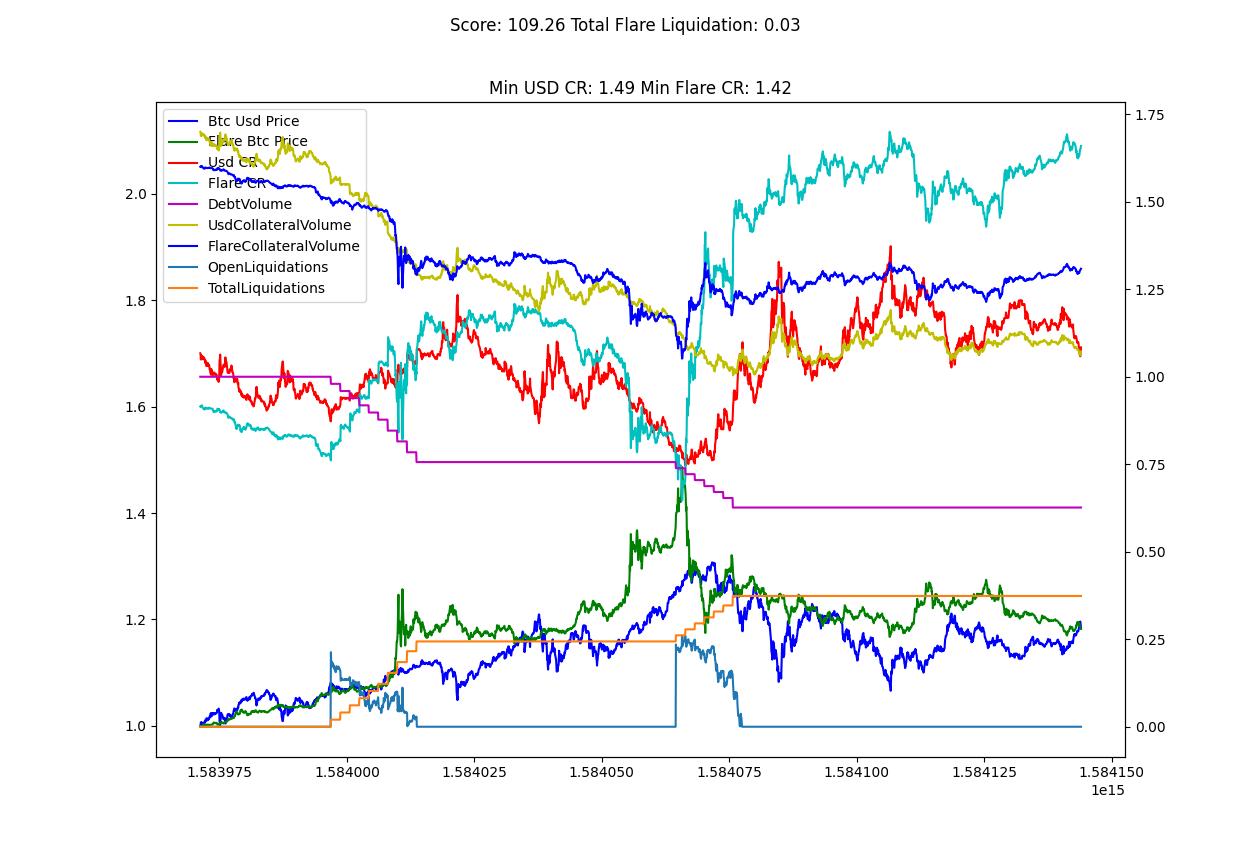 Score: 109.26 Total Flare Liquidation: 0.03
Min USD CR: 1.49 Min Flare CR: 1.42
Btc Usd Price
Flare Btc Price
Usd CR
Flare CR
DebtVolume
UsdCollateralVolume
FlareCollateralVolume
OpenLiquidations
TotalLiquidations
2.0
1.8
1.6
1.4
1.2
1.0
1.75
1.50
1.25
1.00
0.75
0.50
0.25
0.00
1.583975 1.584000 1.584025 1.584050 1.584075 1.584100 1.584125 1.584150
1e15